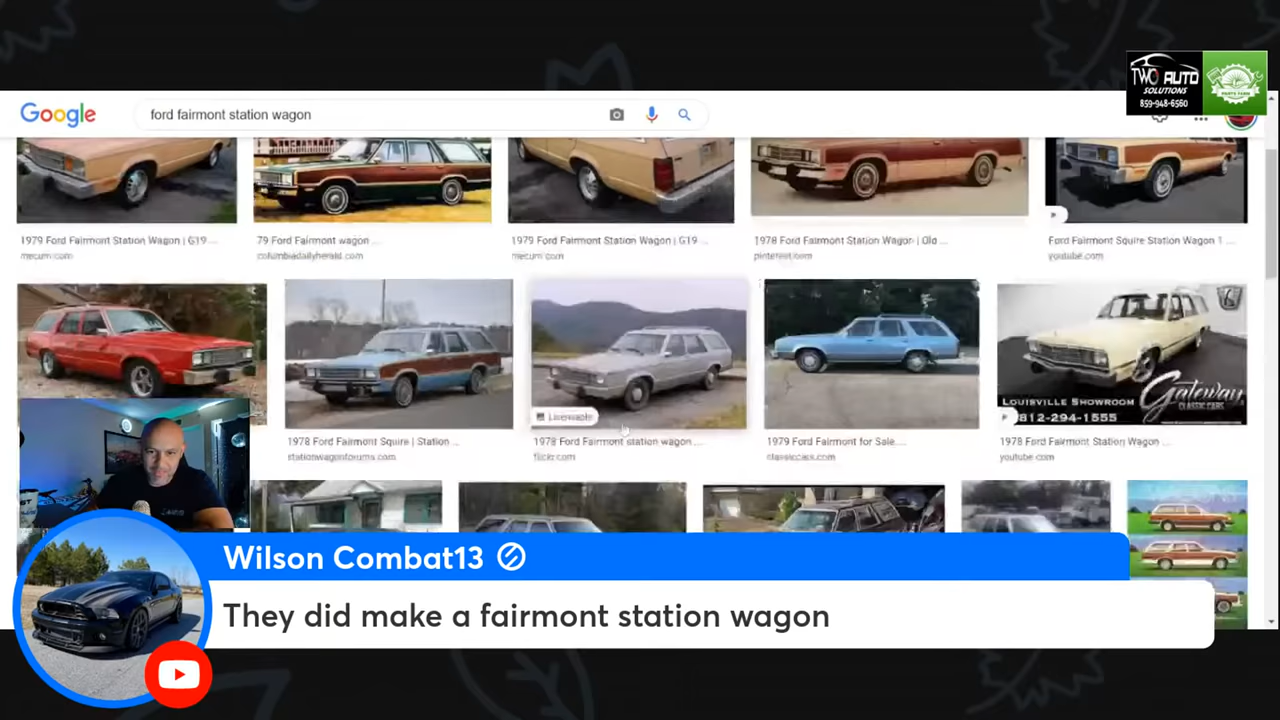 TWO AUTO
SOLUTIONS
859-948-6560
PARTS FARM
Google
ford fairmont station wagon
1979 Ford Fairmont Station Wagon | G19 ...
mecum.com
79 Ford Fairmont wagon ...
columbiadailyherald.com
1979 Ford Fairmont Station Wagon | G19 ...
mecum.com
1978 Ford Fairmont Station Wagon | Old ...
pinterest.com
Ford Fairmont Squire Station Wagon 1 ...
youtube.com
Licensable
LOUISVILLE SHOWROOM
812-294-1555
Gateway
CLASSIC CARS
1978 Ford Fairmont Squire | Station ...
stationwagonforums.com
1978 Ford Fairmont station wagon ...
flickr.com
1979 Ford Fairmont for Sale...
classiccars.com
1978 Ford Fairmont Station Wagon ...
youtube.com
Wilson Combat13
They did make a fairmont station wagon